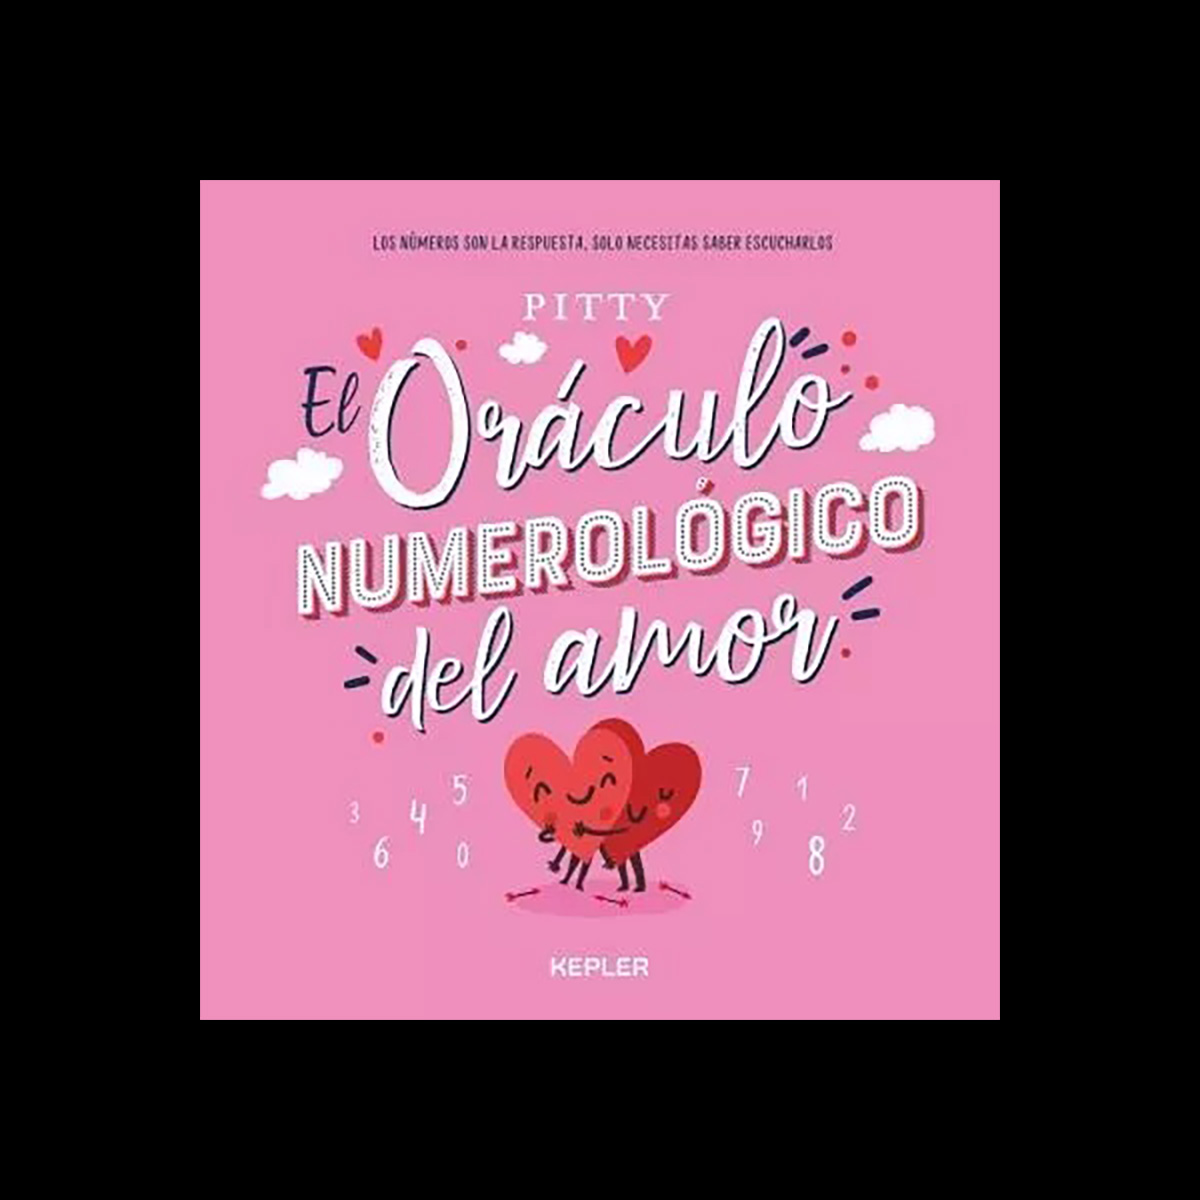 LOS NÚMEROS SON LA RESPUESTA, SOLO NECESITAS SABER ESCUCHARLOS
PITTY
El Oráculo
NUMEROLÓGICO
del amor
5 7 1
3 4 2
6 0 9 8
KEPLER